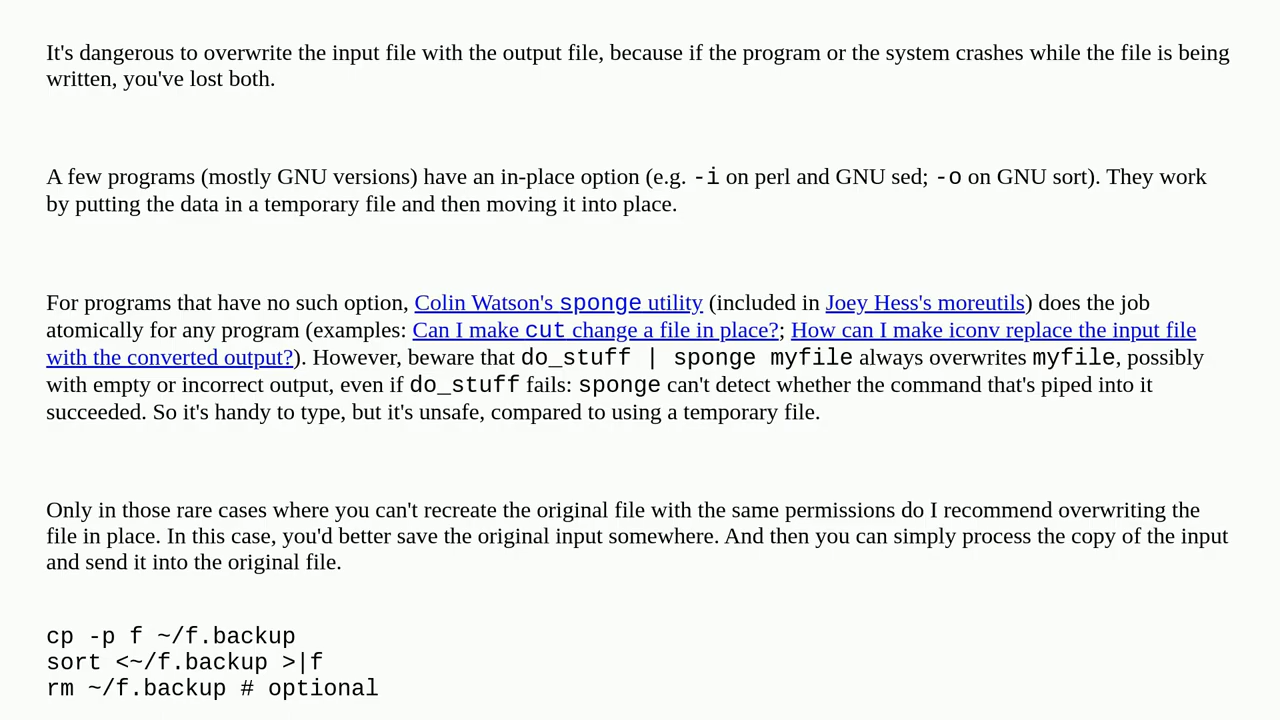 It's dangerous to overwrite the input file with the output file, because if the program or the system crashes while the file is being
written, you've lost both.
A few programs (mostly GNU versions) have an in-place option (e.g. -i on perl and GNU sed; -o on GNU sort). They work
by putting the data in a temporary file and then moving it into place.
For programs that have no such option, Colin Watson's sponge utility (included in Joey Hess's moreutils) does the job
atomically for any program (examples: Can I make cut change a file in place?; How can I make iconv replace the input file
with the converted output?). However, beware that do_stuff | sponge myfile always overwrites myfile, possibly
with empty or incorrect output, even if do_stuff fails: sponge can't detect whether the command that's piped into it
succeeded. So it's handy to type, but it's unsafe, compared to using a temporary file.
Only in those rare cases where you can't recreate the original file with the same permissions do I recommend overwriting the
file in place. In this case, you'd better save the original input somewhere. And then you can simply process the copy of the input
and send it into the original file.
cp -p f ~/f.backup
sort <~/f.backup >|f
rm ~/f.backup # optional